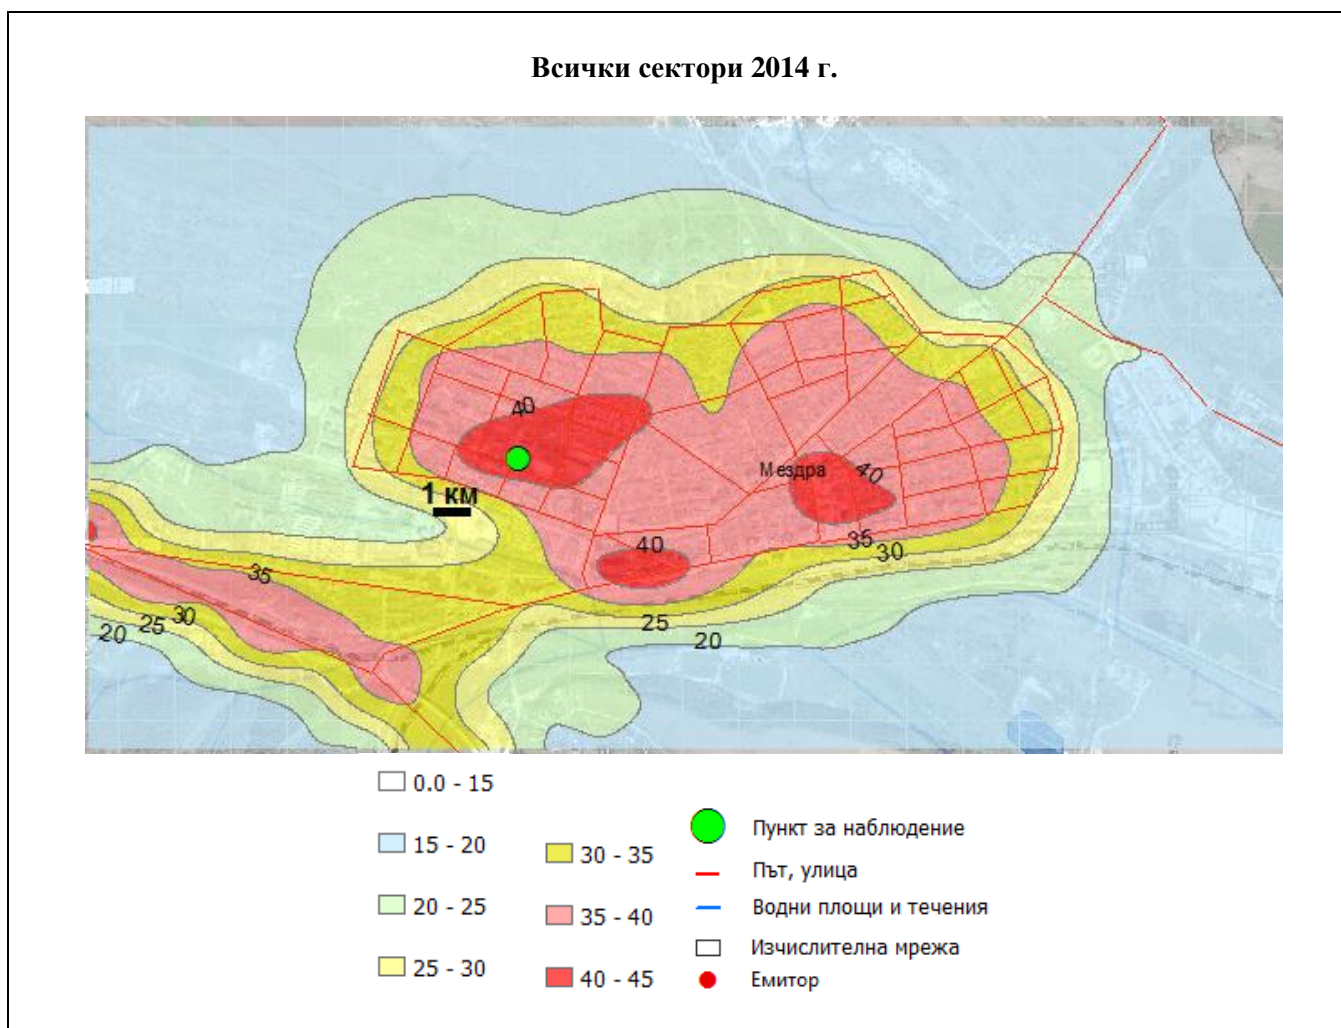 Всички сектори 2014 г.
40
Мездра
40
1 км
40
35
30
35
25
30
25
20
20
0.0 - 15
15 - 20
20 - 25
25 - 30
30 - 35
35 - 40
40 - 45
Пункт за наблюдение
Път, улица
Водни площи и течения
Изчислителна мрежа
Емитор